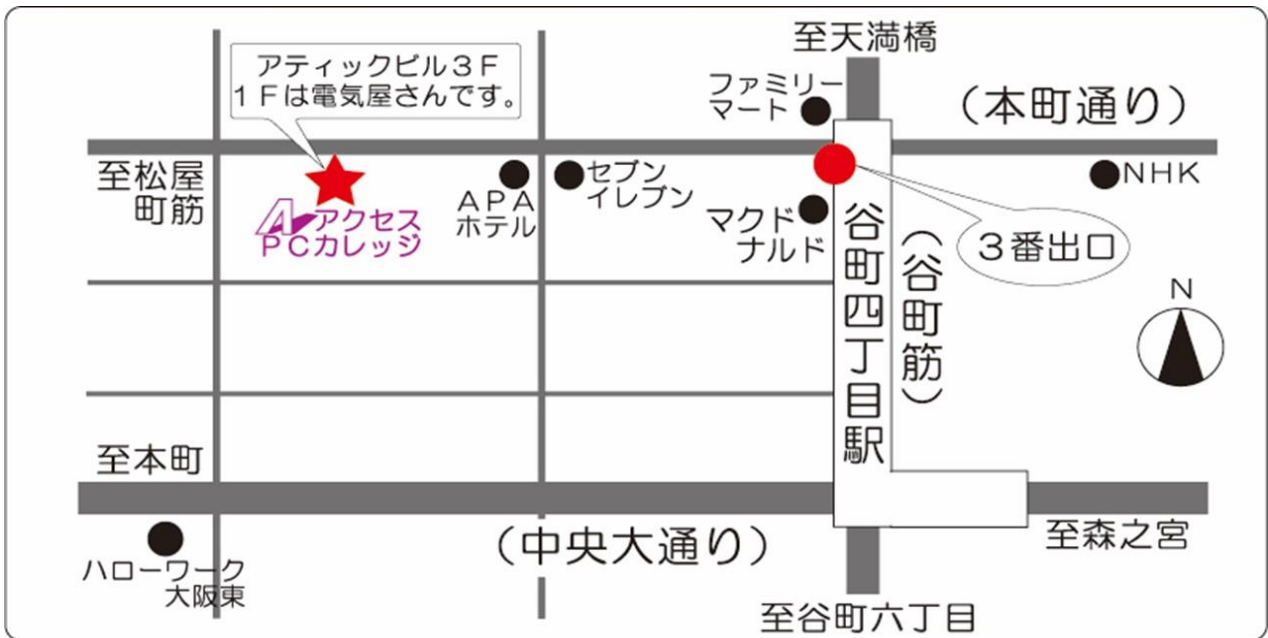 至天満橋
アティックビル３Ｆ
１Ｆは電気屋さんです。
ファミリー
マート
（本町通り）
至松屋
町筋
アクセス
ＰＣカレッジ
ＡＰＡ
ホテル
セブン
イレブン
マクド
ナルド
NHK
３番出口
谷町四丁目駅
（谷町筋）
N
至本町
（中央大通り）
至森之宮
ハローワーク
大阪東
至谷町六丁目